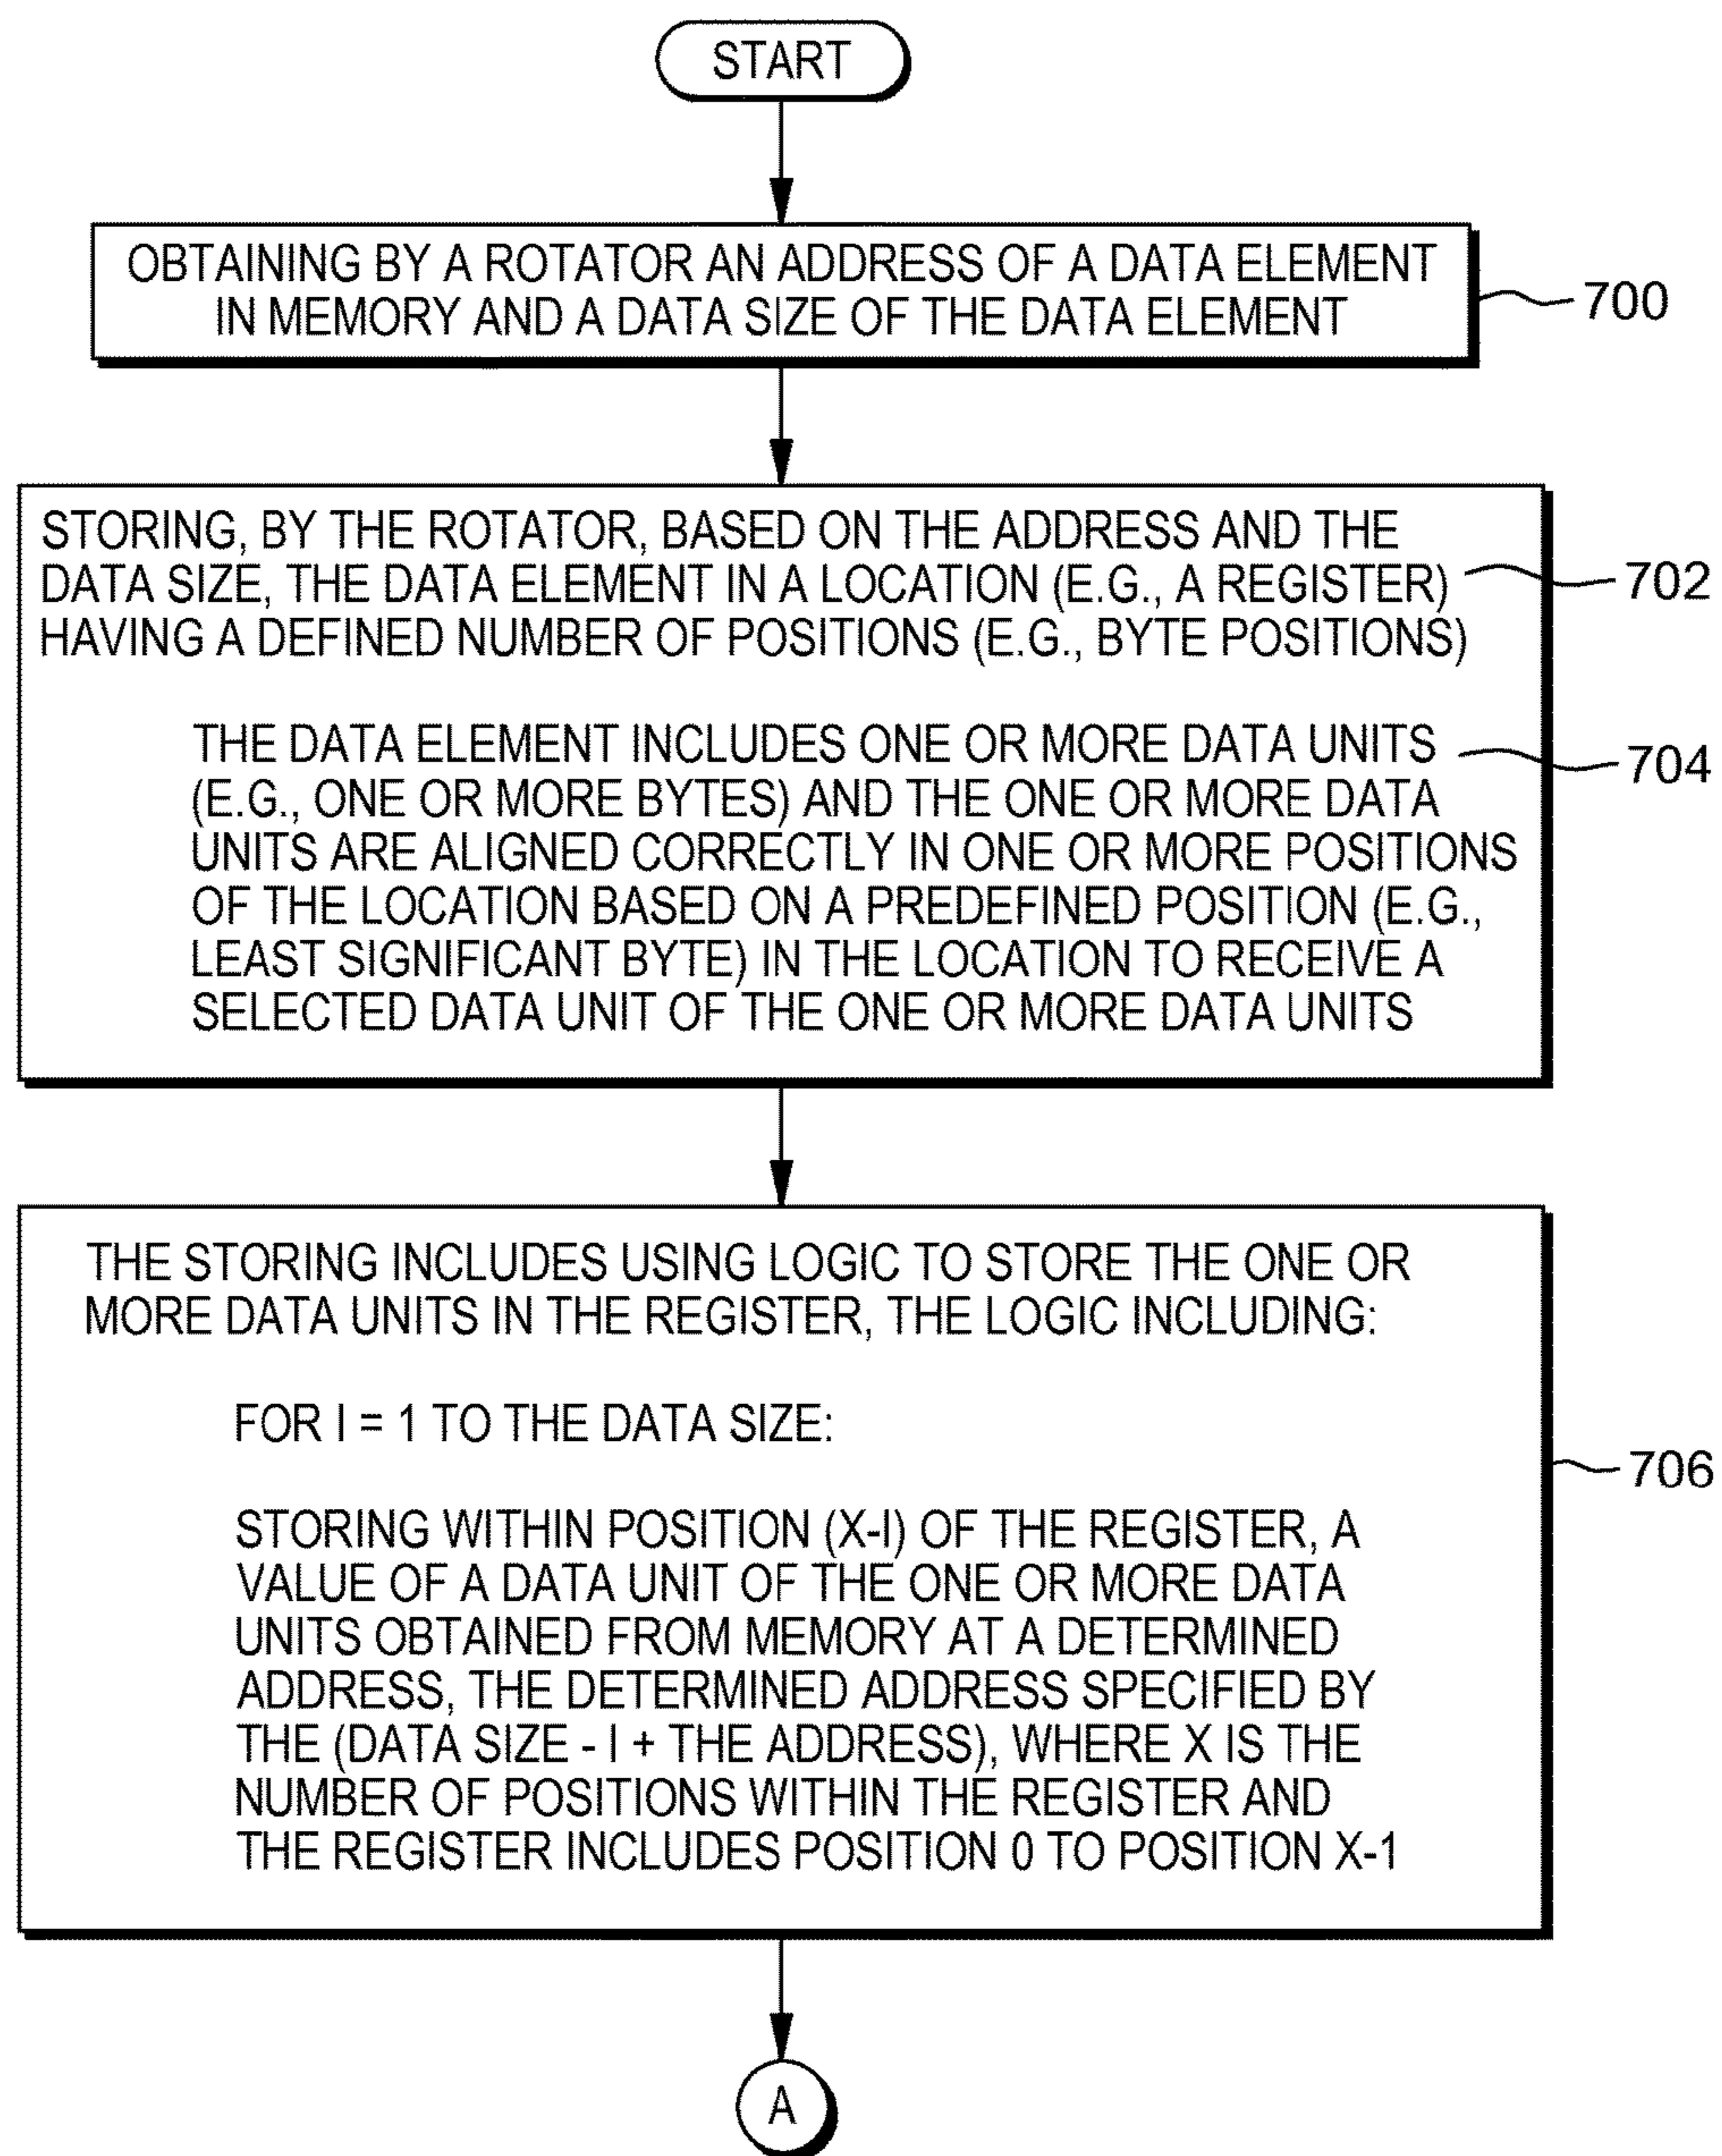 START
OBTAINING BY A ROTATOR AN ADDRESS OF A DATA ELEMENT
IN MEMORY AND A DATA SIZE OF THE DATA ELEMENT
700
STORING, BY THE ROTATOR, BASED ON THE ADDRESS AND THE
DATA SIZE, THE DATA ELEMENT IN A LOCATION (E.G., A REGISTER)
HAVING A DEFINED NUMBER OF POSITIONS (E.G., BYTE POSITIONS)
702
THE DATA ELEMENT INCLUDES ONE OR MORE DATA UNITS
(E.G., ONE OR MORE BYTES) AND THE ONE OR MORE DATA
UNITS ARE ALIGNED CORRECTLY IN ONE OR MORE POSITIONS
OF THE LOCATION BASED ON A PREDEFINED POSITION (E.G.,
LEAST SIGNIFICANT BYTE) IN THE LOCATION TO RECEIVE A
SELECTED DATA UNIT OF THE ONE OR MORE DATA UNITS
704
THE STORING INCLUDES USING LOGIC TO STORE THE ONE OR
MORE DATA UNITS IN THE REGISTER, THE LOGIC INCLUDING:
FOR I = 1 TO THE DATA SIZE:
STORING WITHIN POSITION (X-I) OF THE REGISTER, A
VALUE OF A DATA UNIT OF THE ONE OR MORE DATA
UNITS OBTAINED FROM MEMORY AT A DETERMINED
ADDRESS, THE DETERMINED ADDRESS SPECIFIED BY
THE (DATA SIZE - I + THE ADDRESS), WHERE X IS THE
NUMBER OF POSITIONS WITHIN THE REGISTER AND
THE REGISTER INCLUDES POSITION 0 TO POSITION X-1
706
A